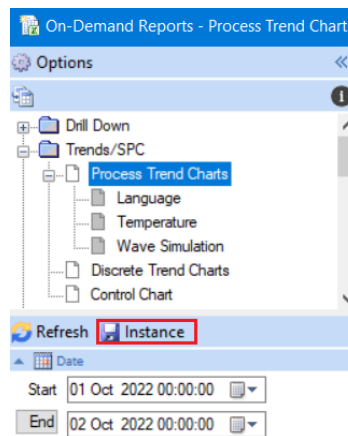 On-Demand Reports - Process Trend Chart
Options
Drill Down
Trends/SPC
Process Trend Charts
Language
Temperature
Wave Simulation
Discrete Trend Charts
Control Chart
Refresh Instance
Date
Start 01 Oct 2022 00:00:00
End 02 Oct 2022 00:00:00